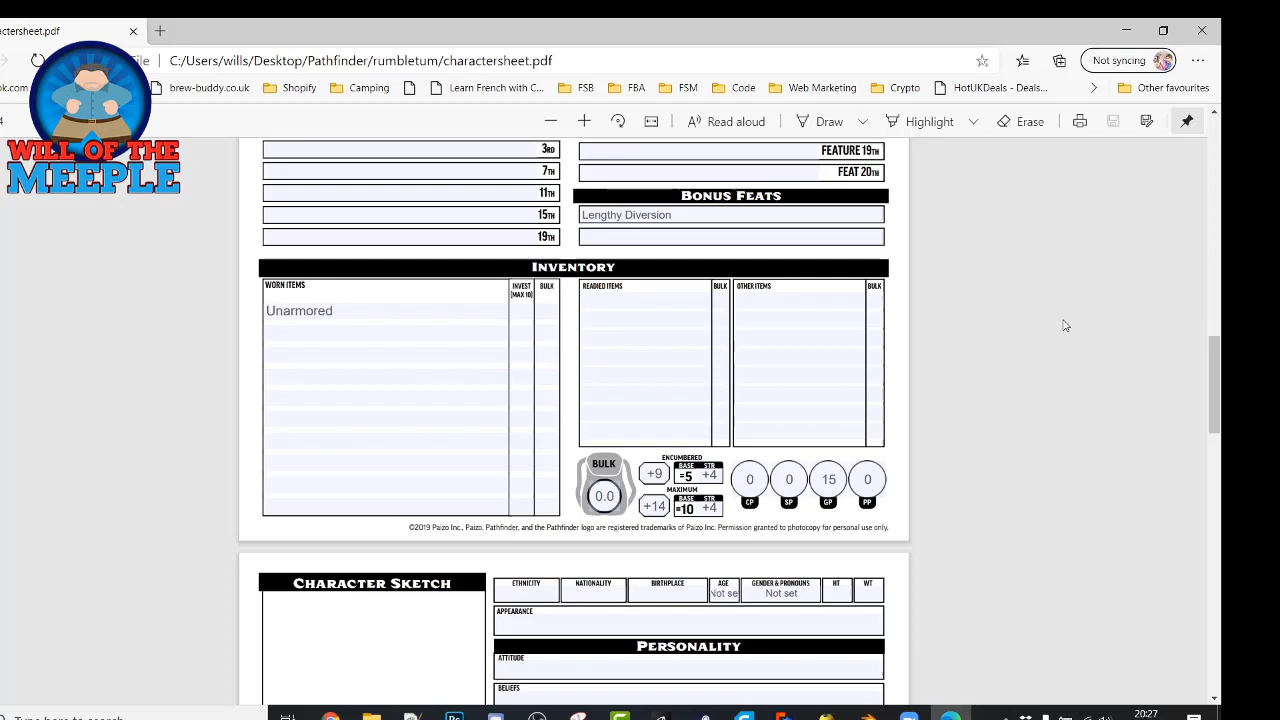 charactersheet.pdf
C:/Users/wills/Desktop/Pathfinder/rumbletum/charactersheet.pdf
Not syncing
brew-buddy.co.uk Shopify Camping Learn French with C... FSB FBA FSM Code Web Marketing Crypto HotUKDeals - Deals... Other favourites
Read aloud Draw Highlight Erase
WILL OF THE
MEEPLE
3RD
7TH
11TH
15TH
19TH
FEATURE 19TH
FEAT 20TH
BONUS FEATS
Lengthy Diversion
INVENTORY
WORN ITEMS INVEST (MAX 10) BULK
Unarmored
READIED ITEMS BULK OTHER ITEMS BULK
BULK
0.0
ENCUMBERED
+9 =5 BASE +4 STR
MAXIMUM
+14 =10 BASE +4 STR
0 0 15 0
CP SP GP PP
©2019 Paizo Inc., Paizo, Pathfinder, and the Pathfinder logo are registered trademarks of Paizo Inc. Permission granted to photocopy for personal use only.
CHARACTER SKETCH
ETHNICITY NATIONALITY BIRTHPLACE AGE GENDER & PRONOUNS HT WT
Not se Not set
APPEARANCE
PERSONALITY
ATTITUDE
BELIEFS
20:27